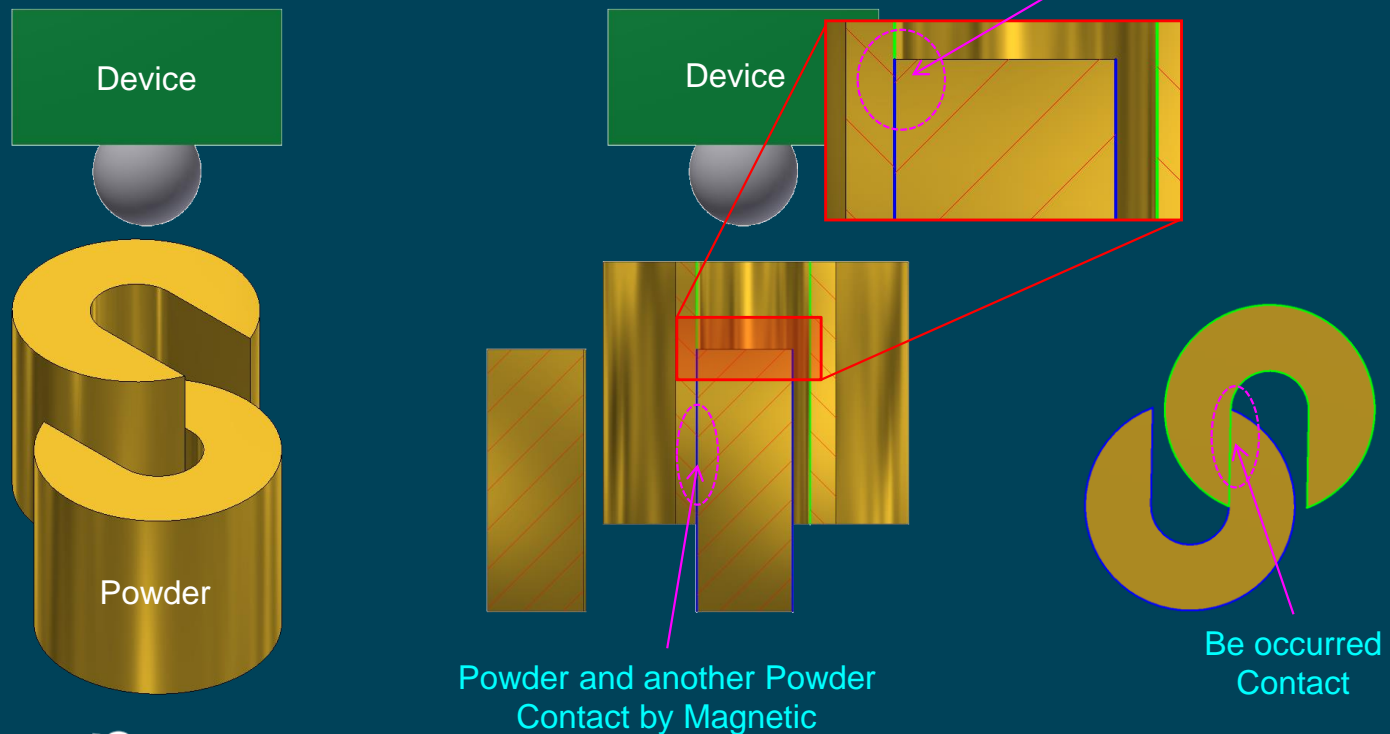 Device
Device
Powder
Powder and another Powder
Contact by Magnetic
Be occurred
Contact